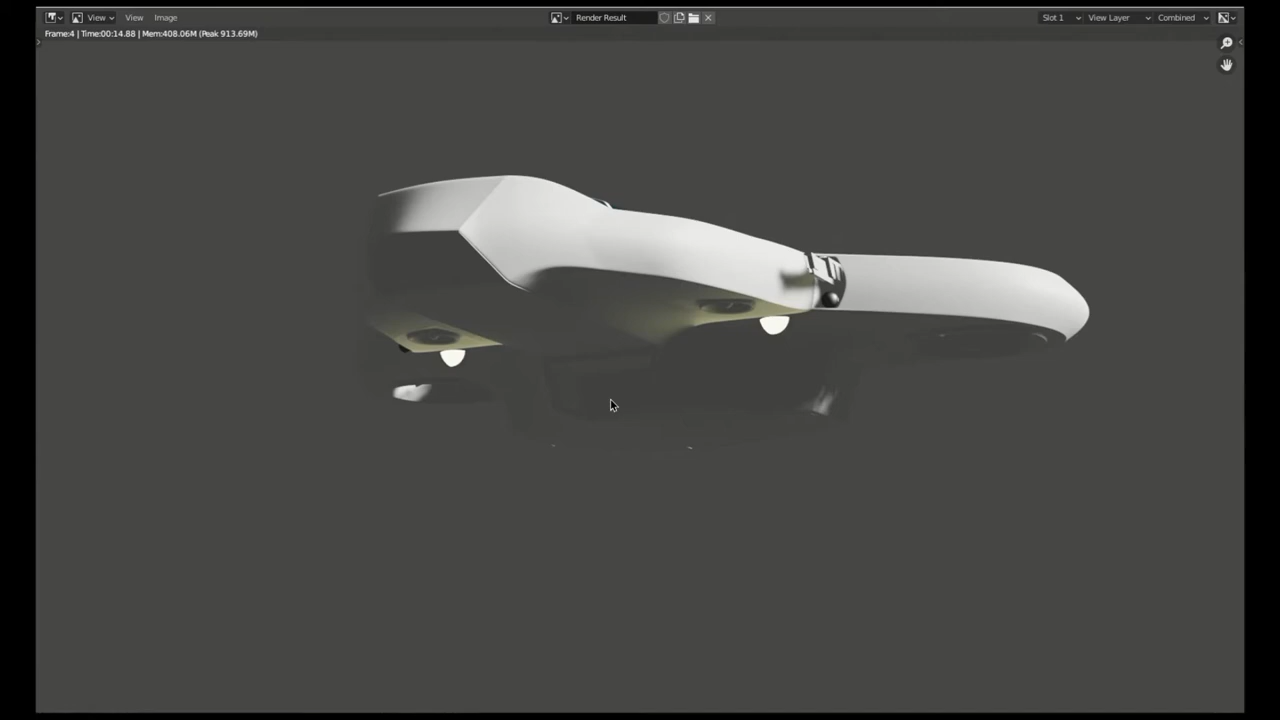 View View Image Render Result Slot 1 View Layer Combined
Frame:4 | Time:00:14.88 | Mem:408.06M (Peak 913.69M)